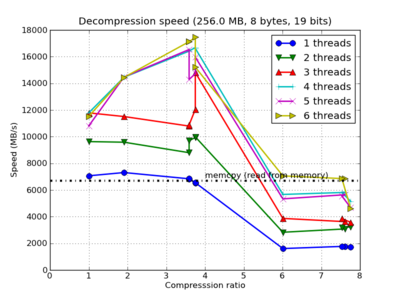 Decompression speed (256.0 MB, 8 bytes, 19 bits)
18000
16000
14000
12000
10000
8000
6000
4000
2000
0
Speed (MB/s)
1 threads
2 threads
3 threads
4 threads
5 threads
6 threads
memcpy (read from memory)
0 1 2 3 4 5 6 7 8
Compresssion ratio